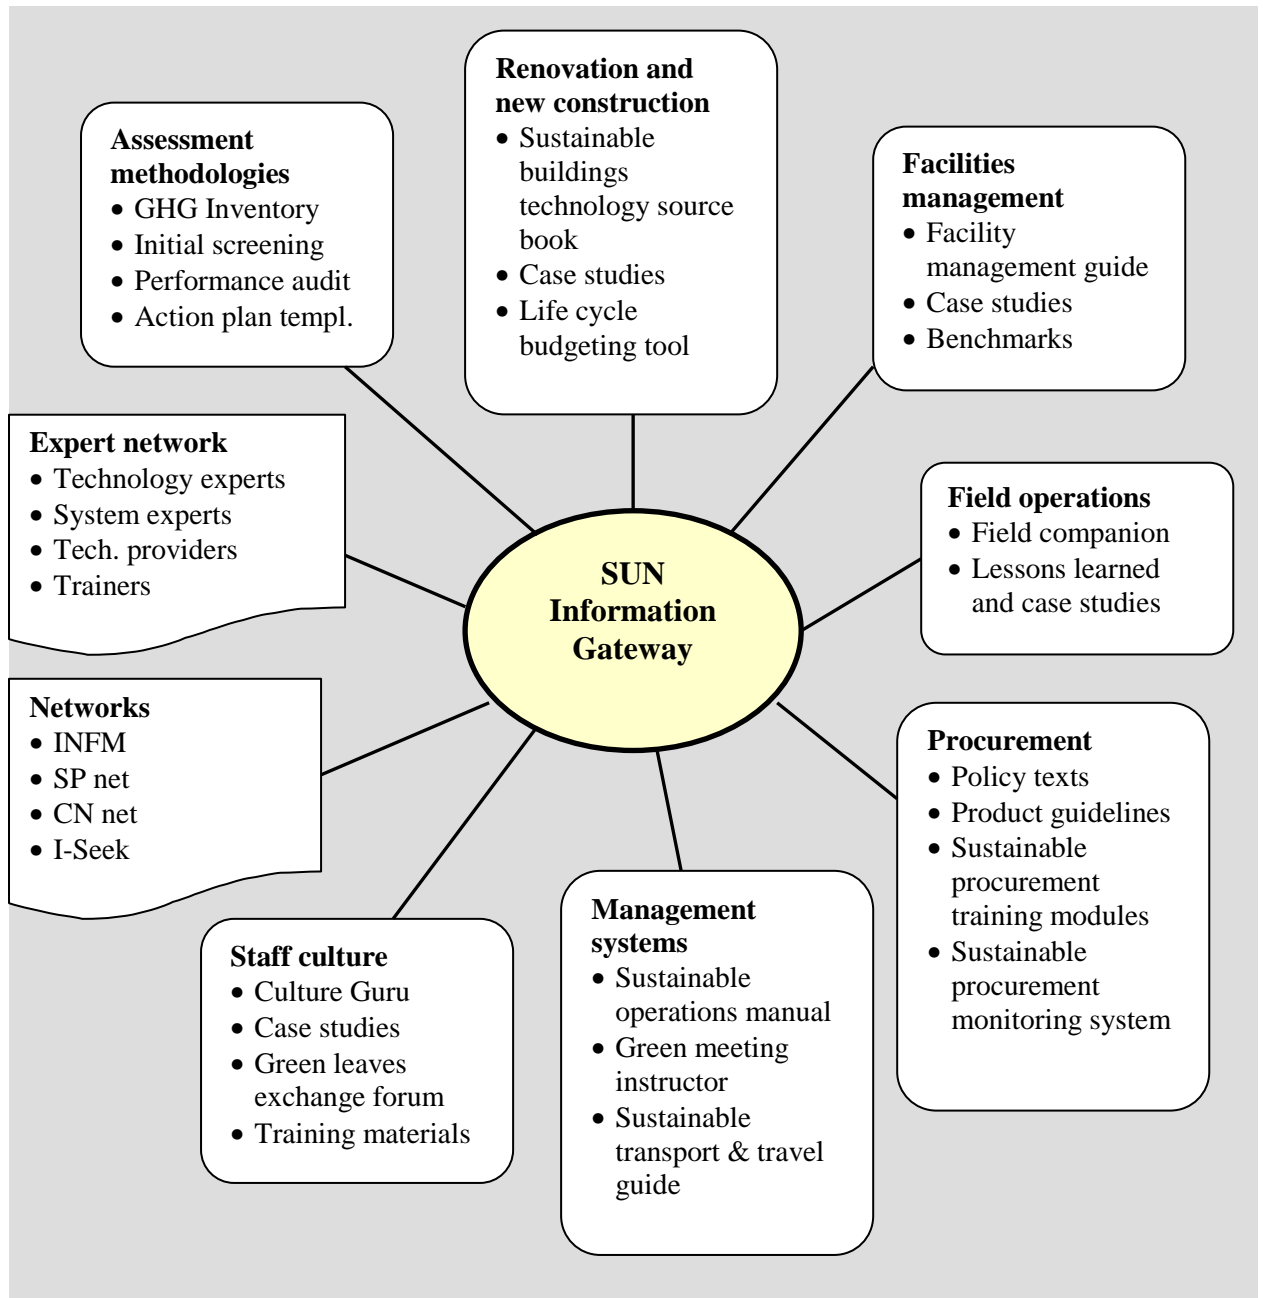 Renovation and
new construction
• Sustainable
buildings
technology source
book
• Case studies
• Life cycle
budgeting tool
Assessment
methodologies
• GHG Inventory
• Initial screening
• Performance audit
• Action plan templ.
Facilities
management
• Facility
management guide
• Case studies
• Benchmarks
Expert network
• Technology experts
• System experts
• Tech. providers
• Trainers
Field operations
• Field companion
• Lessons learned
and case studies
SUN
Information
Gateway
Networks
• INFM
• SP net
• CN net
• I-Seek
Procurement
• Policy texts
• Product guidelines
• Sustainable
procurement
training modules
• Sustainable
procurement
monitoring system
Staff culture
• Culture Guru
• Case studies
• Green leaves
exchange forum
• Training materials
Management
systems
• Sustainable
operations manual
• Green meeting
instructor
• Sustainable
transport & travel
guide